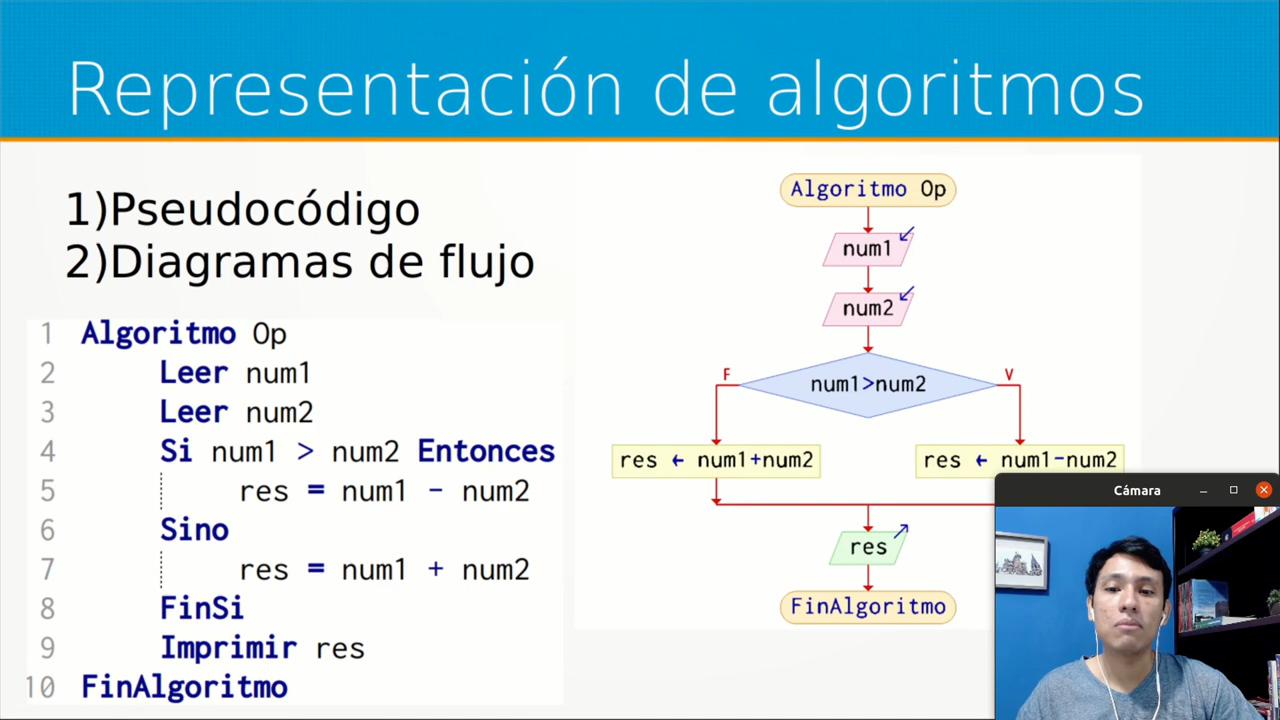 Representación de algoritmos
1)Pseudocódigo
2)Diagramas de flujo
1 Algoritmo Op
2 Leer num1
3 Leer num2
4 Si num1 > num2 Entonces
5 res = num1 - num2
6 Sino
7 res = num1 + num2
8 FinSi
9 Imprimir res
10 FinAlgoritmo
Algoritmo Op
num1
num2
F
num1>num2
V
res ← num1+num2
res ← num1-num2
res
FinAlgoritmo
Cámara